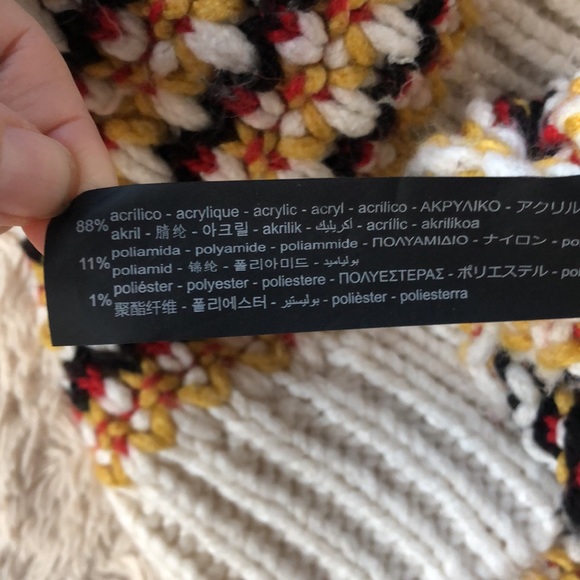 88% acrílico - acrylique - acrylic - acryl - acrilico - ΑΚΡΥΛΙΚΟ - アクリル
akril - 腈纶 - 아크릴 - akrilik - أكريليك - acrílic - akrilikoa
11% poliamida - polyamide - poliammide - ΠΟΛΥΑΜΙΔΙΟ - ナイロン - po
poliamid - 锦纶 - 폴리아미드 - بولياميد
1% poliéster - polyester - poliestere - ΠΟΛΥΕΣΤΕΡΑΣ - ポリエステル - po
聚酯纤维 - 폴리에스터 - بوليستير - polièster - poliesterra